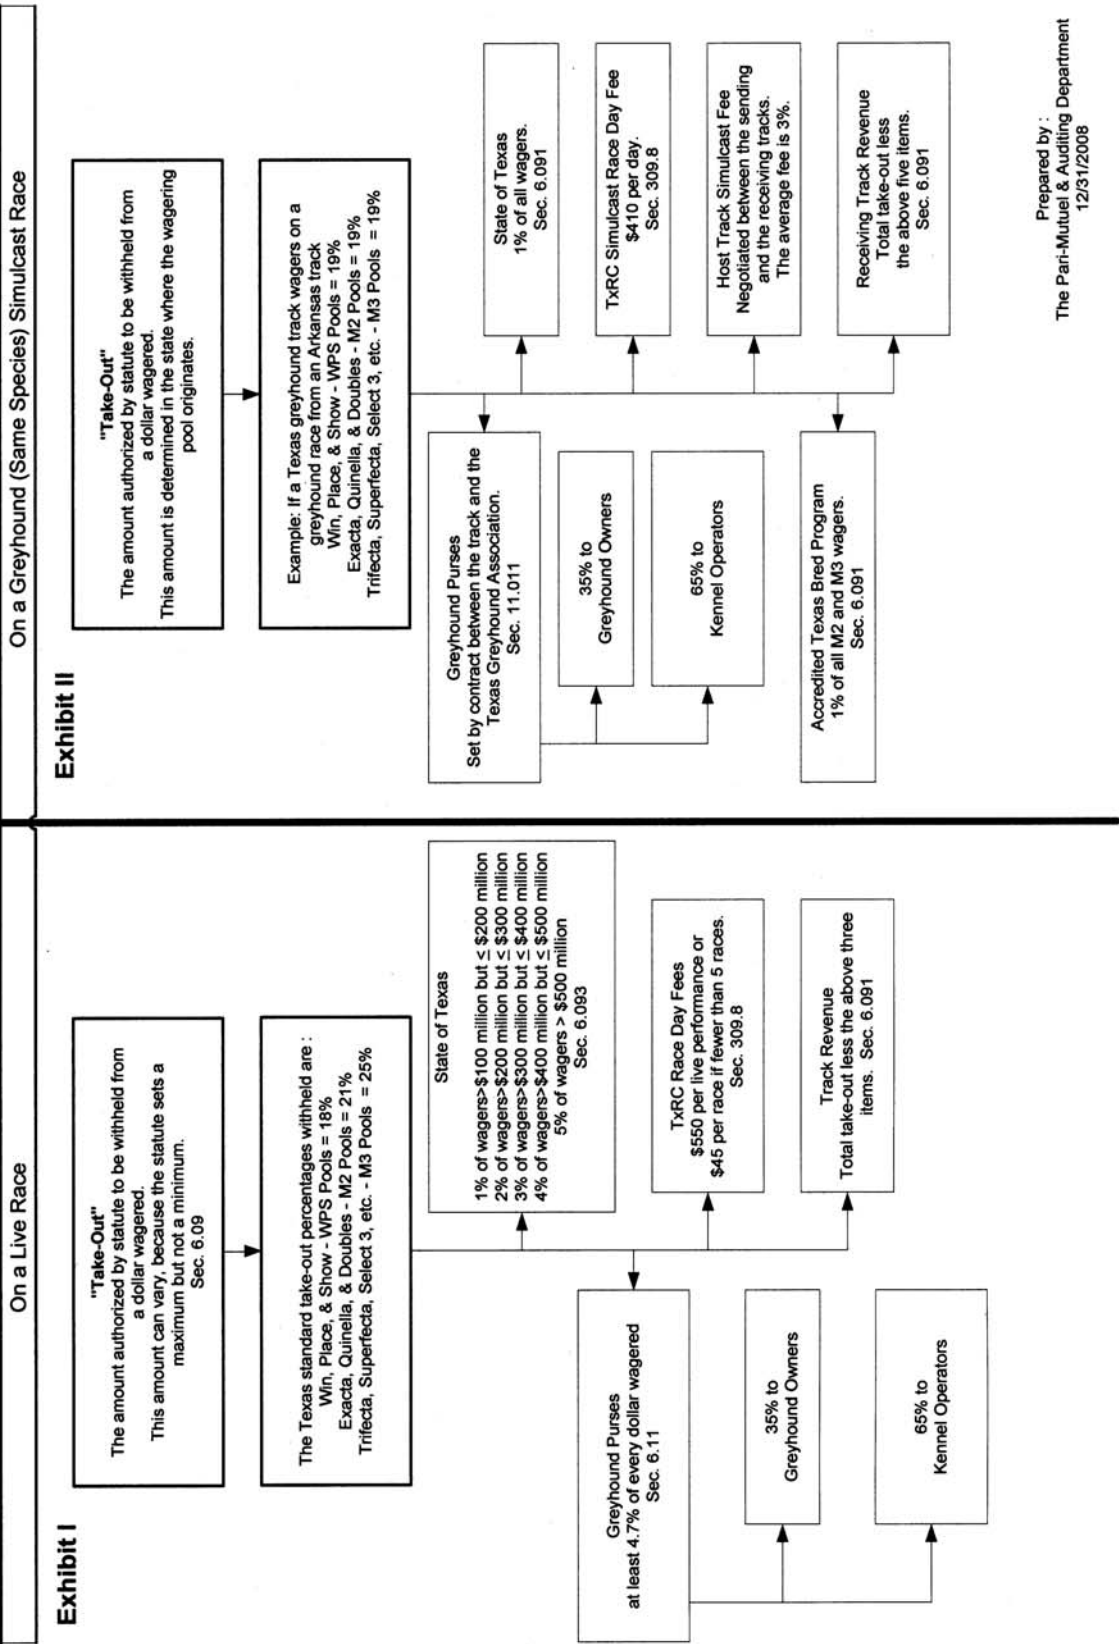 On a Live Race
Exhibit I
"Take-Out"
The amount authorized by statute to be withheld from
a dollar wagered.
This amount can vary, because the statute sets a
maximum but not a minimum.
Sec. 6.09
The Texas standard take-out percentages withheld are :
Win, Place, & Show - WPS Pools = 18%
Exacta, Quinella, & Doubles - M2 Pools = 21%
Trifecta, Superfecta, Select 3, etc. - M3 Pools = 25%
State of Texas
1% of wagers>$100 million but ≤ $200 million
2% of wagers>$200 million but ≤ $300 million
3% of wagers>$300 million but ≤ $400 million
4% of wagers>$400 million but ≤ $500 million
5% of wagers > $500 million
Sec. 6.093
Greyhound Purses
at least 4.7% of every dollar wagered
Sec. 6.11
TxRC Race Day Fees
$550 per live performance or
$45 per race if fewer than 5 races.
Sec. 309.8
35% to
Greyhound Owners
Track Revenue
Total take-out less the above three
items. Sec. 6.091
65% to
Kennel Operators
On a Greyhound (Same Species) Simulcast Race
Exhibit II
"Take-Out"
The amount authorized by statute to be withheld from
a dollar wagered.
This amount is determined in the state where the wagering
pool originates.
Example: If a Texas greyhound track wagers on a
greyhound race from an Arkansas track
Win, Place, & Show - WPS Pools = 19%
Exacta, Quinella, & Doubles - M2 Pools = 19%
Trifecta, Superfecta, Select 3, etc. - M3 Pools = 19%
Greyhound Purses
Set by contract between the track and the
Texas Greyhound Association.
Sec. 11.011
State of Texas
1% of all wagers.
Sec. 6.091
35% to
Greyhound Owners
TxRC Simulcast Race Day Fee
$410 per day.
Sec. 309.8
65% to
Kennel Operators
Host Track Simulcast Fee
Negotiated between the sending
and the receiving tracks.
The average fee is 3%.
Accredited Texas Bred Program
1% of all M2 and M3 wagers.
Sec. 6.091
Receiving Track Revenue
Total take-out less
the above five items.
Sec. 6.091
Prepared by :
The Pari-Mutuel & Auditing Department
12/31/2008